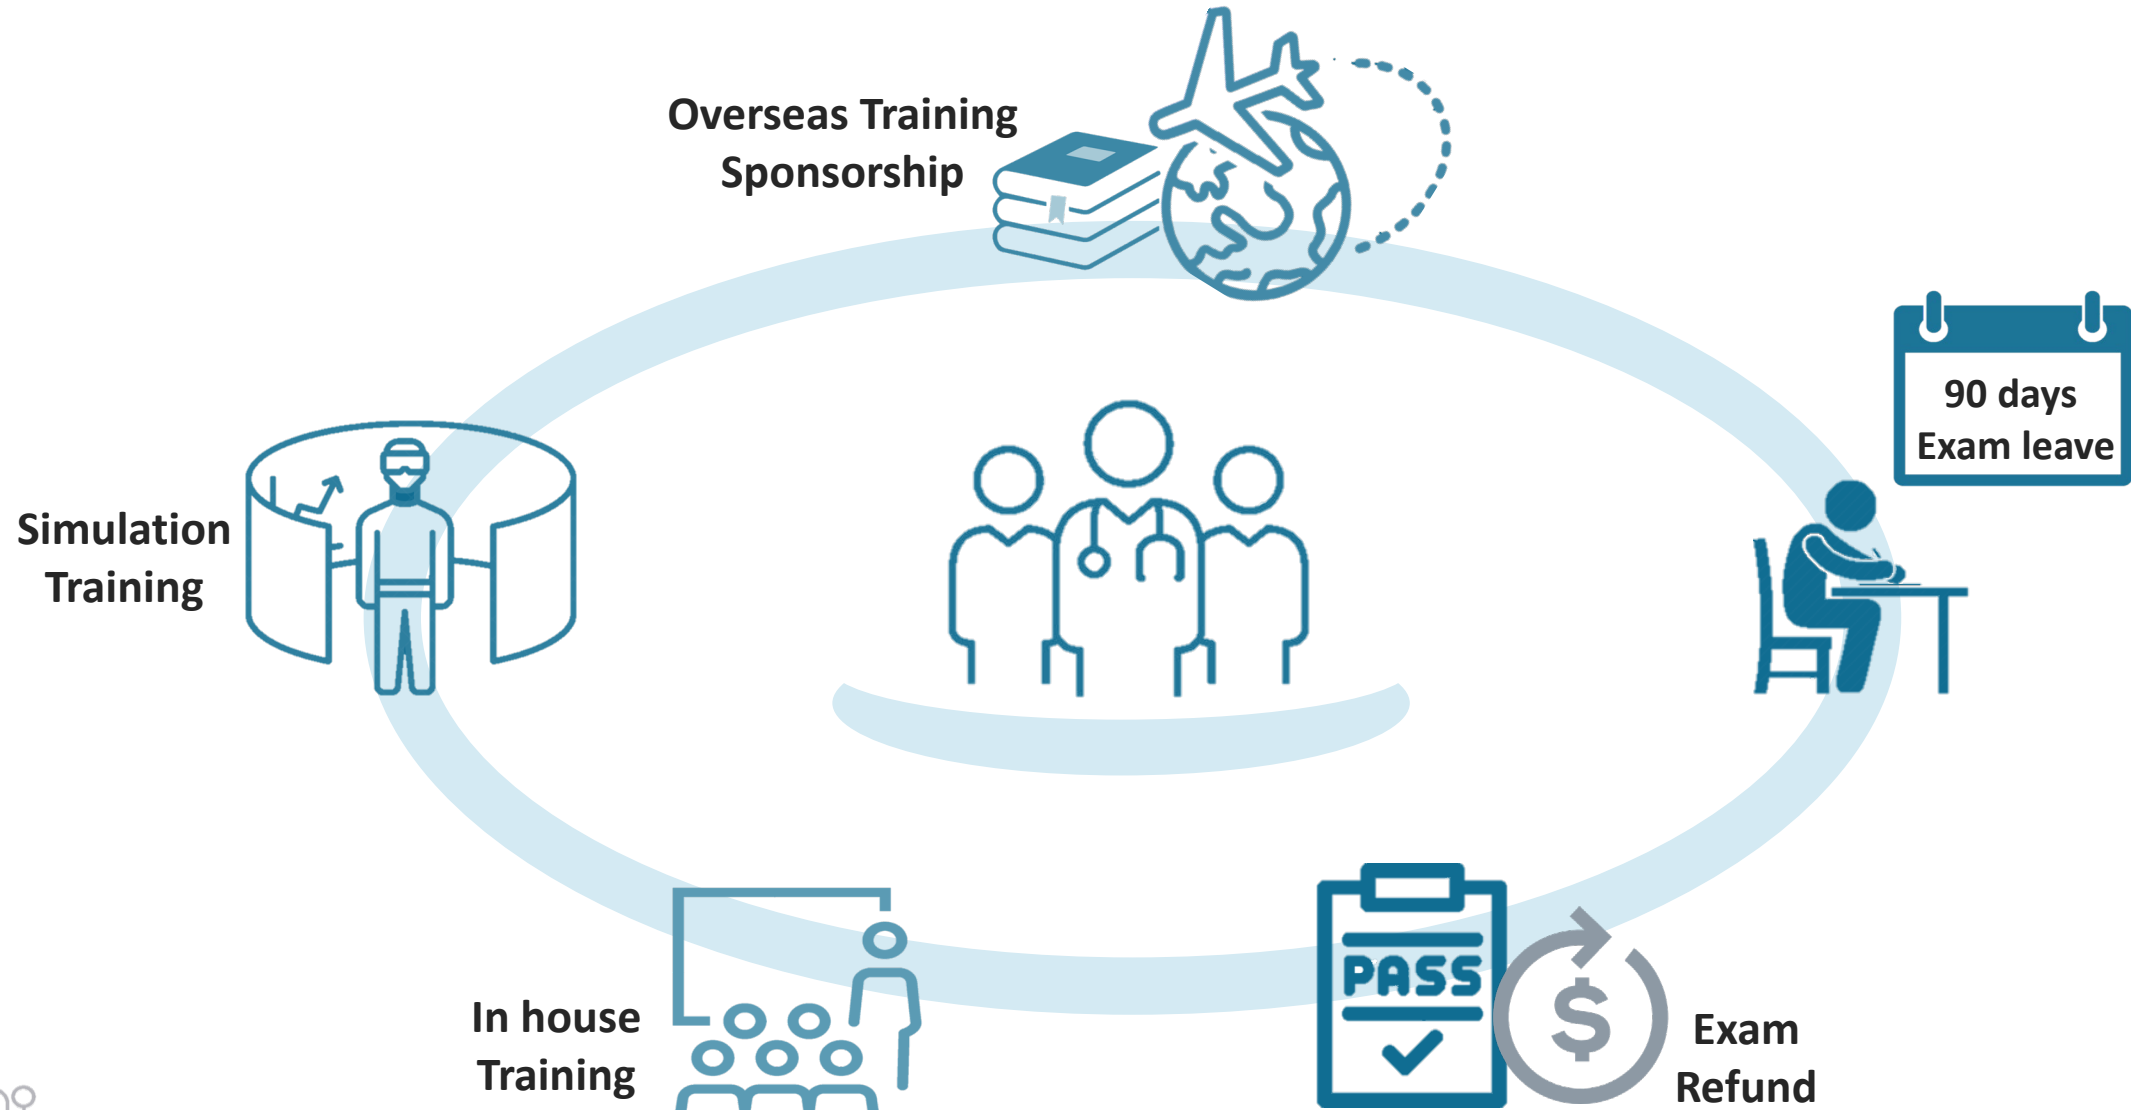 Overseas Training
Sponsorship
90 days
Exam leave
Simulation
Training
PASS
$
In house
Training
Exam
Refund